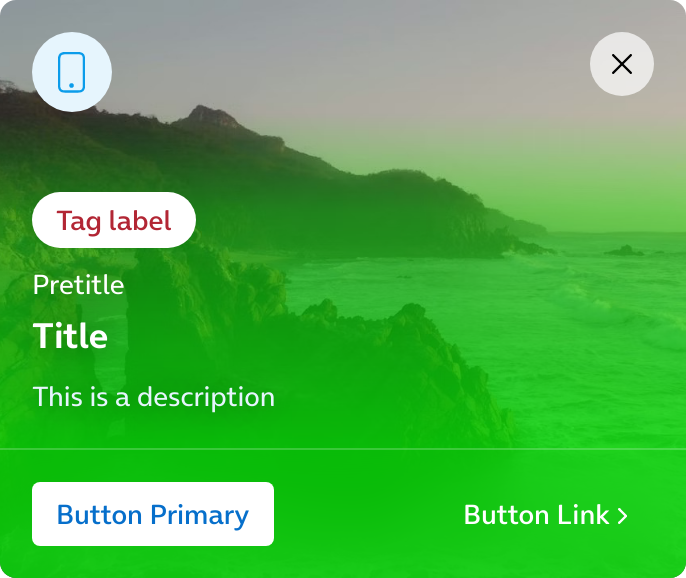 Tag label
Pretitle
Title
This is a description
Button Primary
Button Link